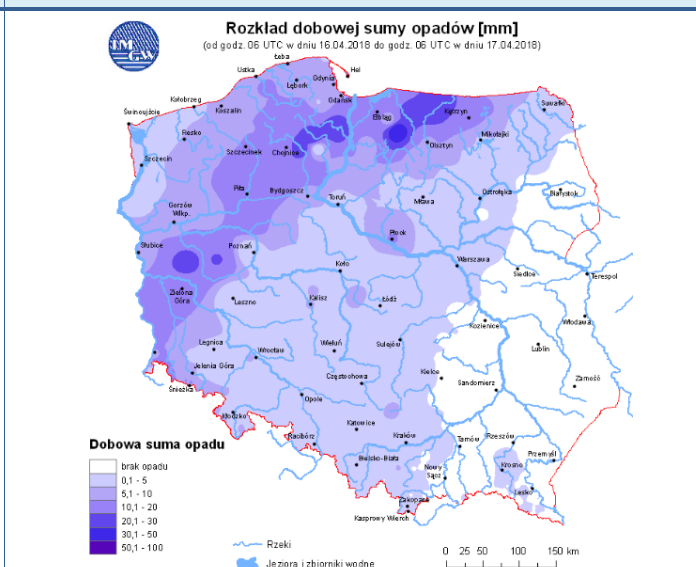 Rozkład dobowej sumy opadów [mm]
(od godz. 06 UTC w dniu 16.04.2018 do godz. 06 UTC w dniu 17.04.2018)
IM
GW
Łeba
Ustka
Hel
Lębork
Gdynia
Kołobrzeg
Gdańsk
Świnoujście
Koszalin
Elbląg
Kętrzyn
Suwałki
Resko
Mikołajki
Szczecin
Szczecinek
Chojnice
Olsztyn
Piła
Bydgoszcz
Ostrołęka
Białystok
Gorzów
Wlkp.
Toruń
Mława
Słubice
Poznań
Płock
Koło
Warszawa
Siedlce
Terespol
Zielona
Góra
Leszno
Kalisz
Łódź
Kozienice
Włodawa
Legnica
Wrocław
Wieluń
Sulejów
Lublin
Jelenia Góra
Częstochowa
Kielce
Sandomierz
Zamość
Śnieżka
Opole
Kłodzko
Katowice
Racibórz
Kraków
Tarnów
Rzeszów
Bielsko-Biała
Przemyśl
Nowy
Sącz
Krosno
Lesko
Zakopane
Kasprowy Wierch
Dobowa suma opadu
brak opadu
0,1 - 5
5,1 - 10
10,1 - 20
20,1 - 30
30,1 - 50
50,1 - 100
Rzeki
Jeziora i zbiorniki wodne
0 25 50 100 150 km